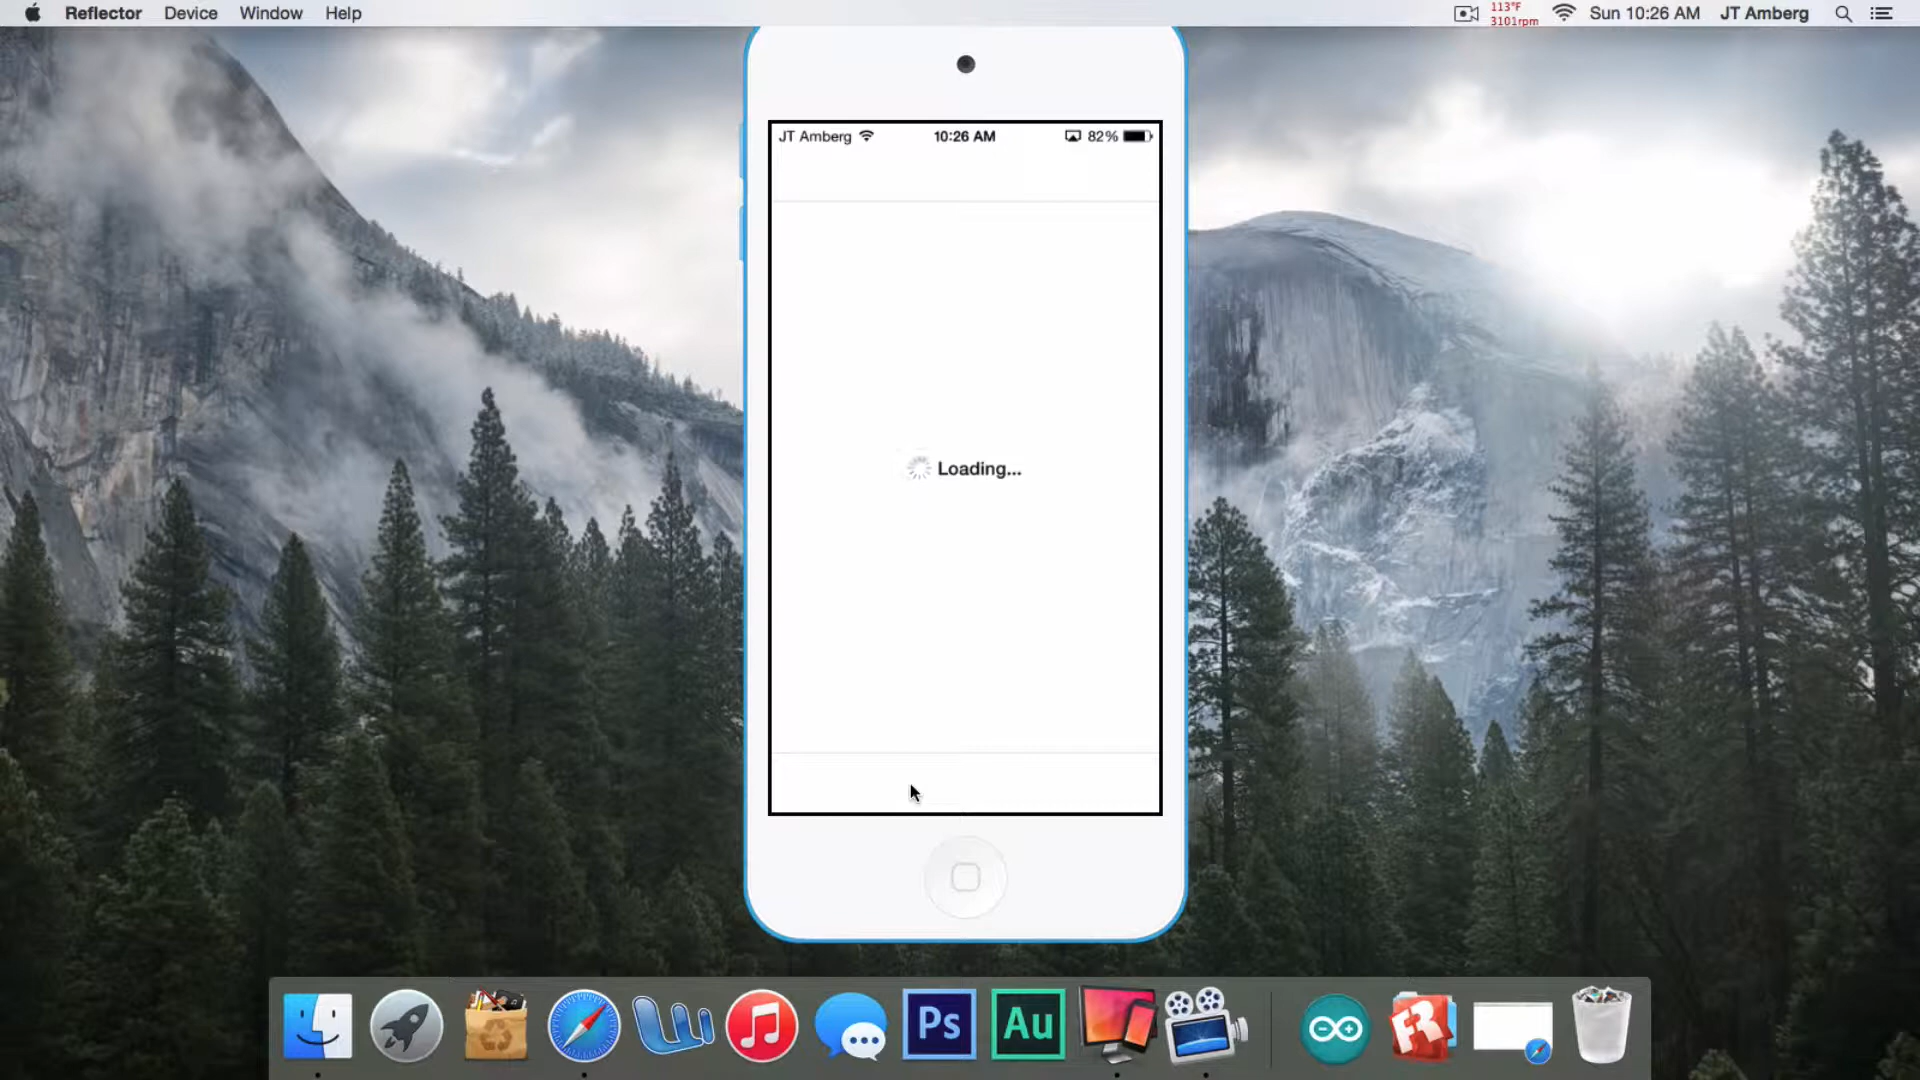 Reflector Device Window Help
113°F
3101rpm
Sun 10:26 AM JT Amberg
JT Amberg 10:26 AM 82%
Loading...
Ps Au
FR